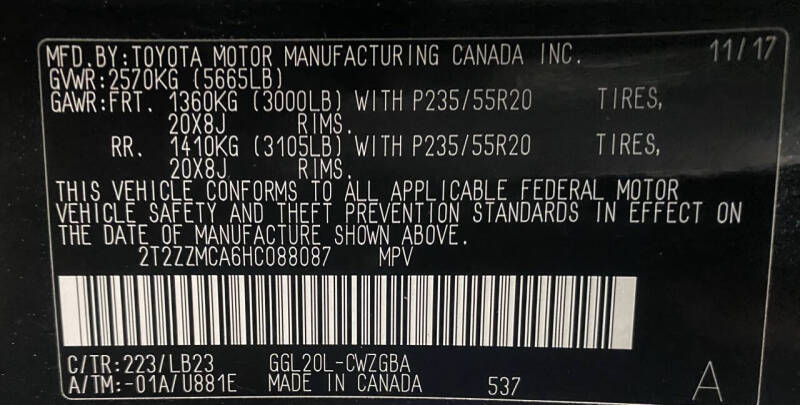 MFD.BY:TOYOTA MOTOR MANUFACTURING CANADA INC. 11/17
GVWR:2570KG (5665LB)
GAWR:FRT. 1360KG (3000LB) WITH P235/55R20 TIRES,
20X8J RIMS.
RR. 1410KG (3105LB) WITH P235/55R20 TIRES,
20X8J RIMS.
THIS VEHICLE CONFORMS TO ALL APPLICABLE FEDERAL MOTOR
VEHICLE SAFETY AND THEFT PREVENTION STANDARDS IN EFFECT ON
THE DATE OF MANUFACTURE SHOWN ABOVE.
2T2ZZMCA6HC088087 MPV
C/TR:223/LB23 GGL20L-CWZGBA
A/TM:-01A/U881E MADE IN CANADA 537 A